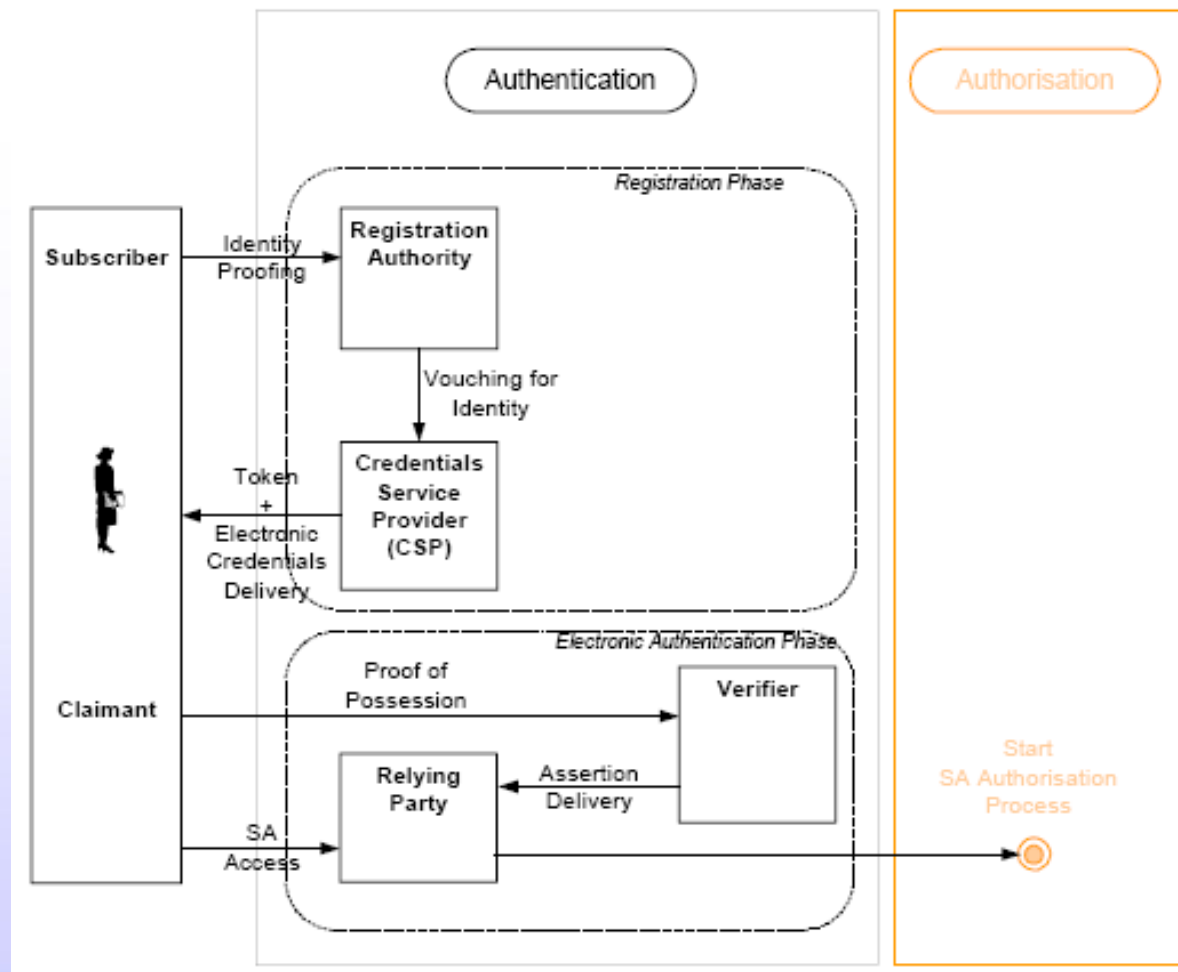 Authentication
Authorisation
Registration Phase
Subscriber
Identity
Proofing
Registration
Authority
Vouching for
Identity
Token
+
Electronic
Credentials
Delivery
Credentials
Service
Provider
(CSP)
Electronic Authentication Phase
Claimant
Proof of
Possession
Verifier
Relying
Party
Assertion
Delivery
SA
Access
Start
SA Authorisation
Process